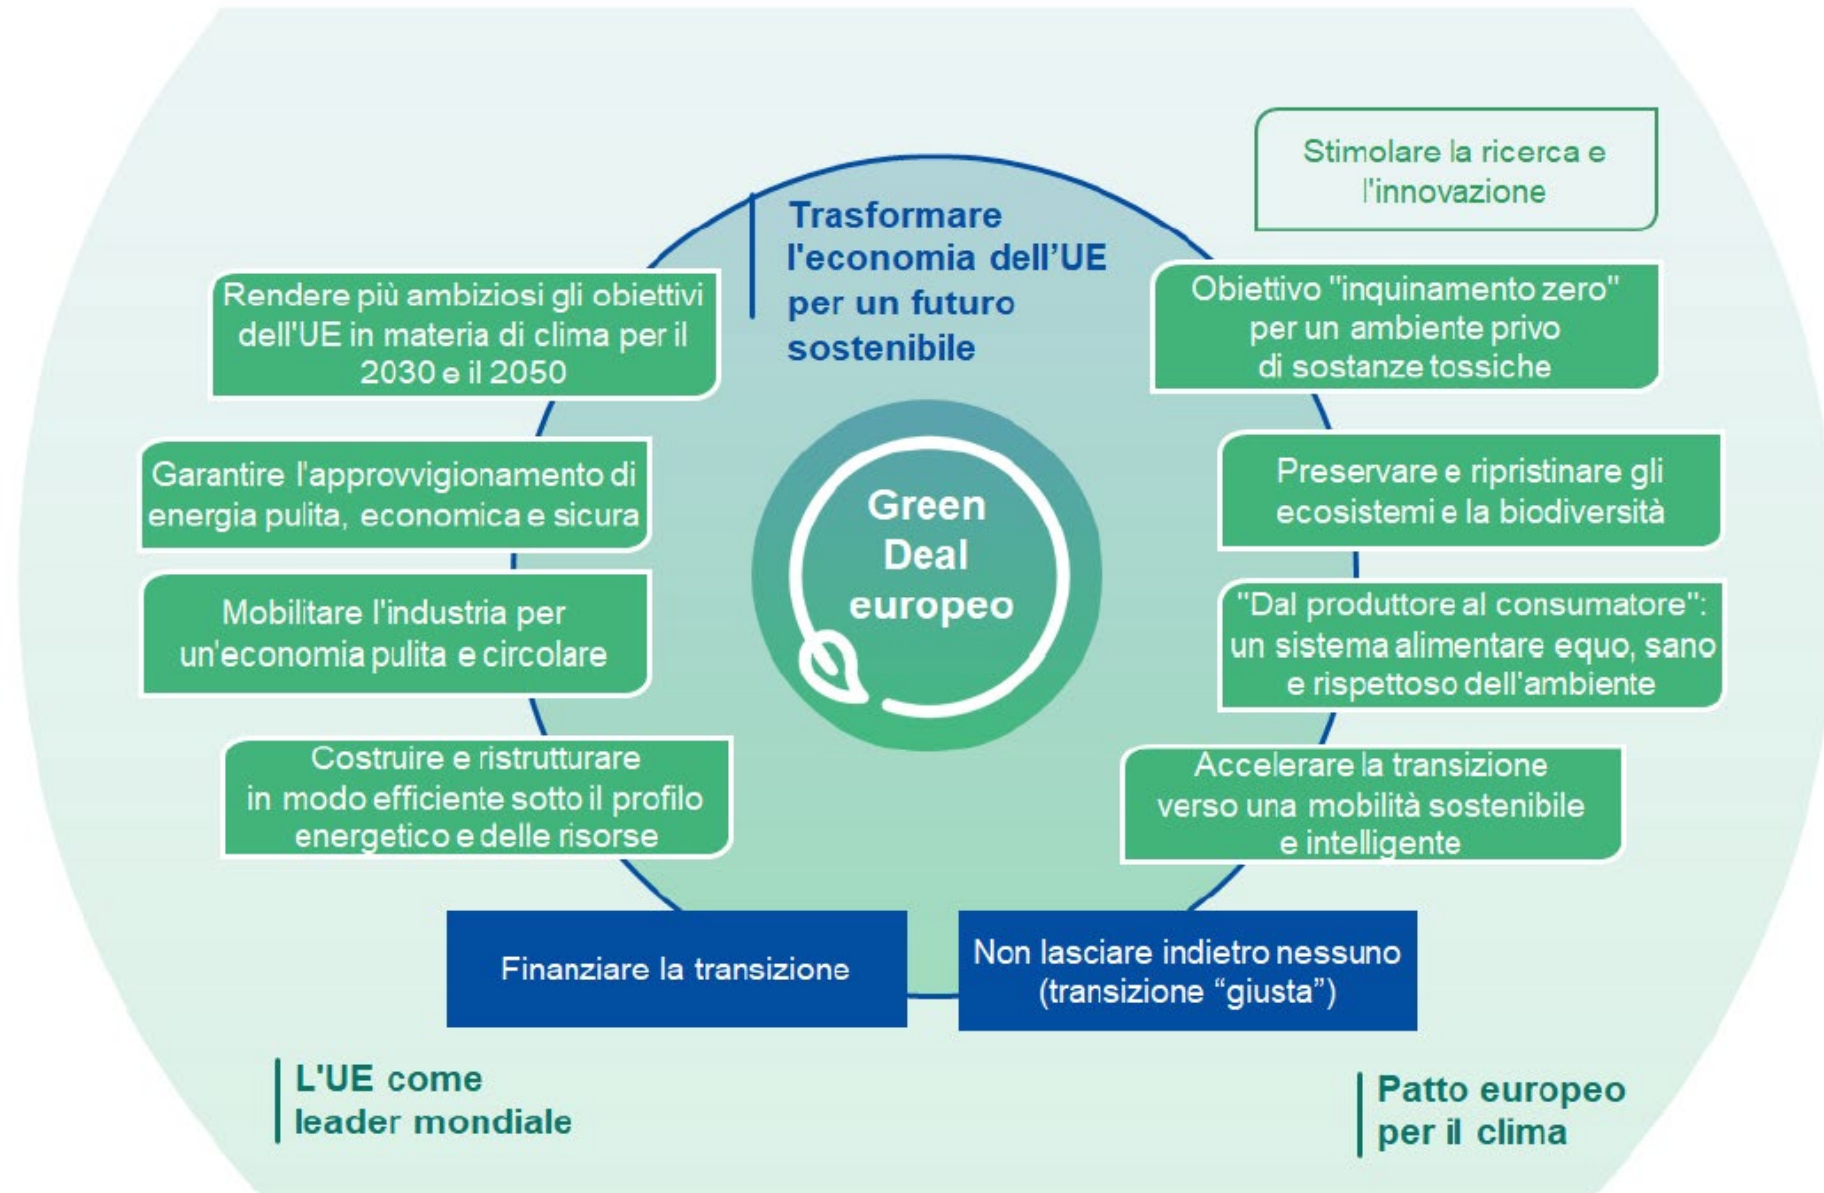 Stimolare la ricerca e
l'innovazione
Trasformare
l'economia dell’UE
per un futuro
sostenibile
Rendere più ambiziosi gli obiettivi
dell'UE in materia di clima per il
2030 e il 2050
Obiettivo "inquinamento zero"
per un ambiente privo
di sostanze tossiche
Garantire l'approvvigionamento di
energia pulita, economica e sicura
Preservare e ripristinare gli
ecosistemi e la biodiversità
Green
Deal
europeo
Mobilitare l'industria per
un'economia pulita e circolare
"Dal produttore al consumatore":
un sistema alimentare equo, sano
e rispettoso dell'ambiente
Costruire e ristrutturare
in modo efficiente sotto il profilo
energetico e delle risorse
Accelerare la transizione
verso una mobilità sostenibile
e intelligente
Finanziare la transizione
Non lasciare indietro nessuno
(transizione “giusta”)
L'UE come
leader mondiale
Patto europeo
per il clima